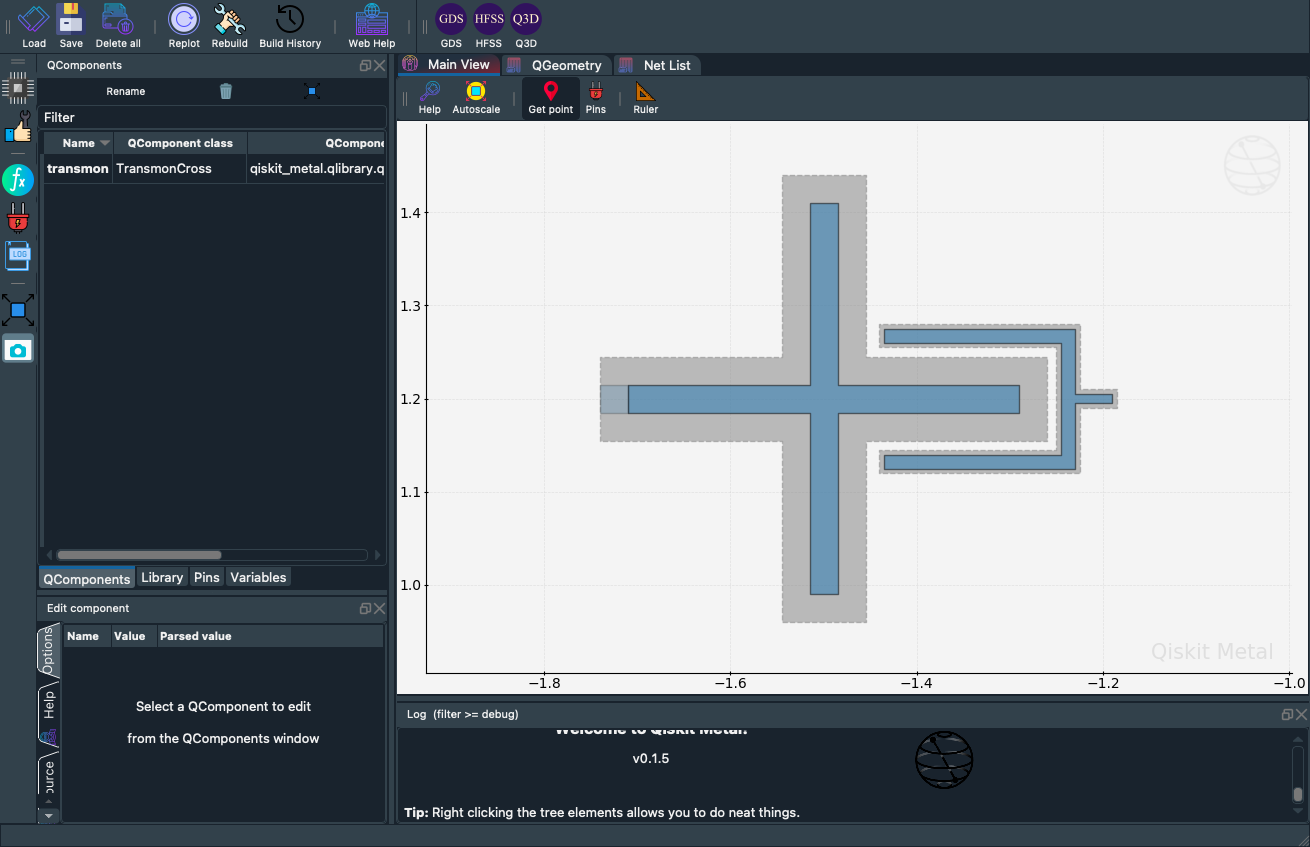 Load Save Delete all Replot Rebuild Build History Web Help GDS HFSS Q3D
GDS HFSS Q3D
QComponents
Rename
Filter
Name QComponent class QCompone
transmon TransmonCross qiskit_metal.qlibrary.q
LOG
QComponents Library Pins Variables
Edit component
Options
Help
ource
Name Value Parsed value
Select a QComponent to edit
from the QComponents window
Main View QGeometry Net List
Help Autoscale Get point Pins Ruler
1.4
1.3
1.2
1.1
1.0
−1.8 −1.6 −1.4 −1.2 −1.0
Qiskit Metal
Log (filter >= debug)
Welcome to Qiskit Metal!
v0.1.5
Tip: Right clicking the tree elements allows you to do neat things.